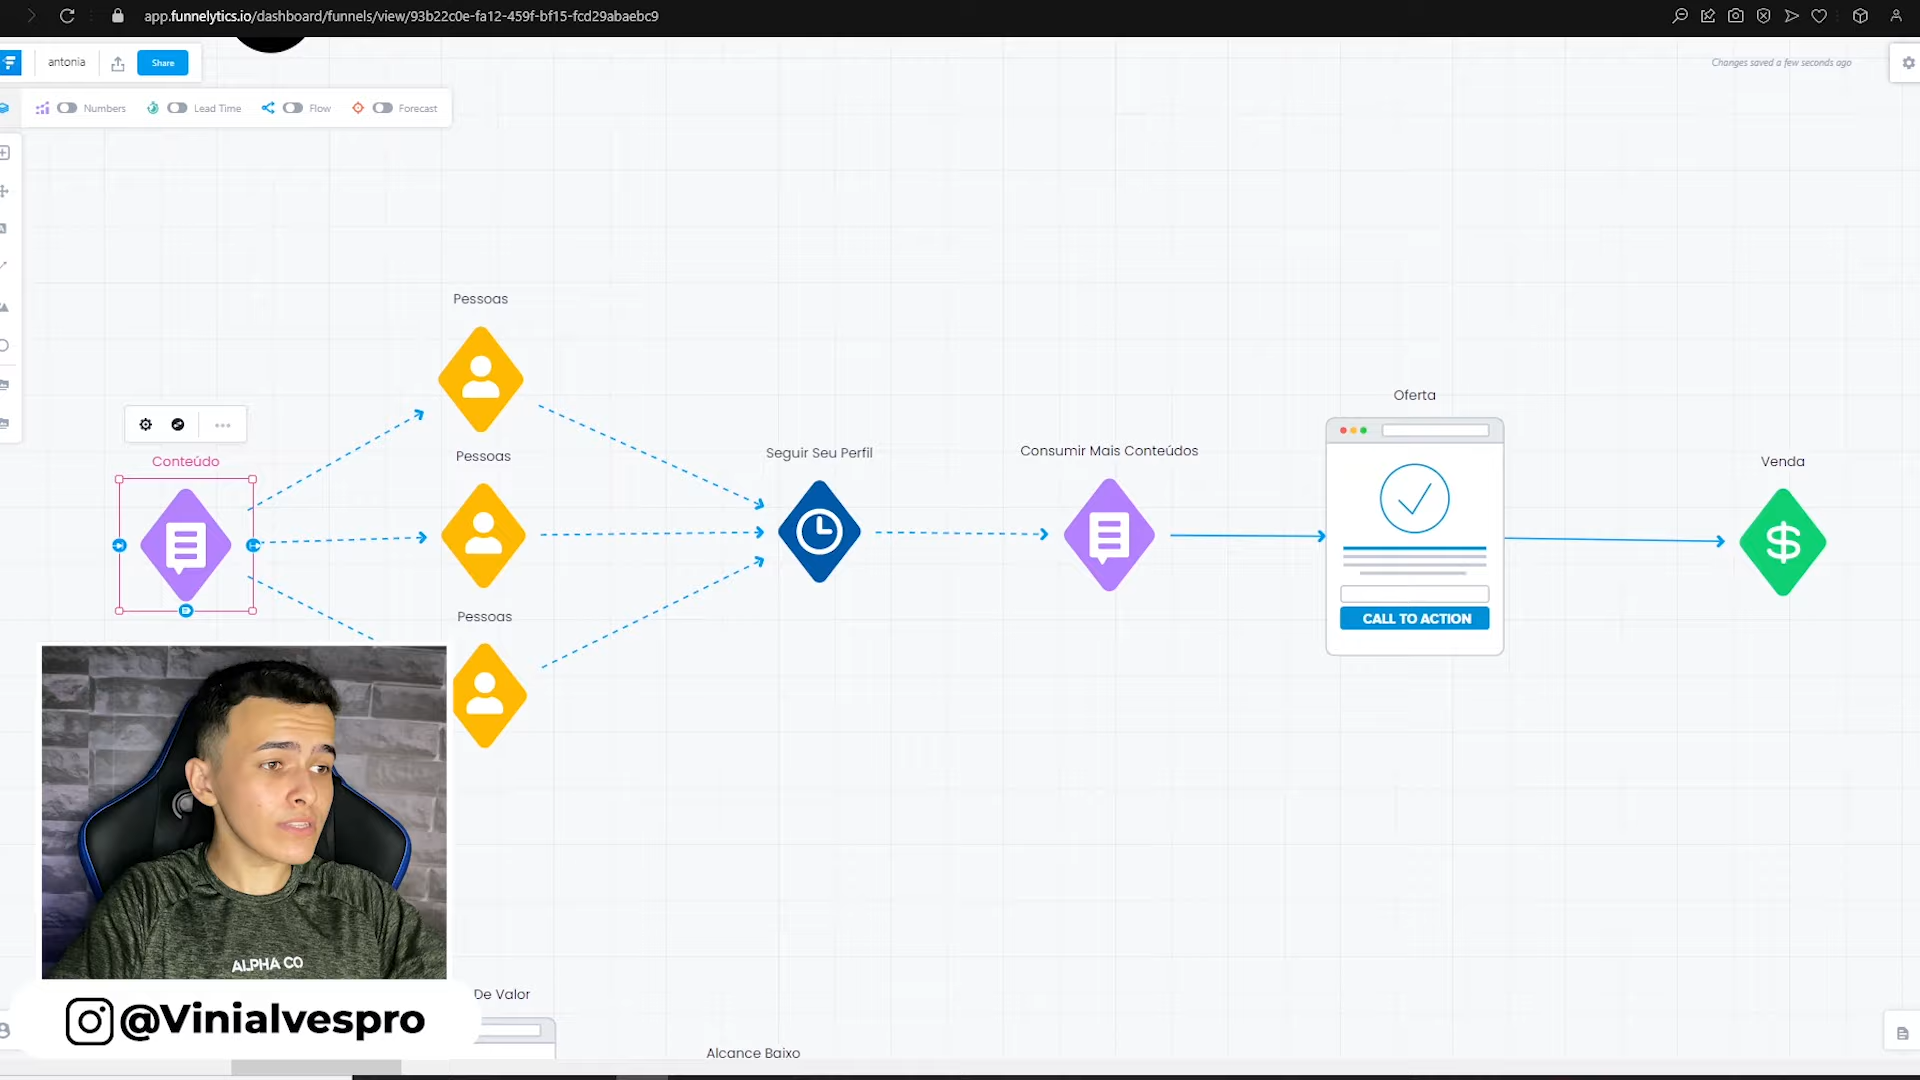 app.funnelytics.io/dashboard/funnels/view/93b22c0e-fa12-459f-bf15-fcd29abaebc9
antonia
Share
Changes saved a few seconds ago
Numbers
Lead Time
Flow
Forecast
Pessoas
Oferta
Conteúdo
Pessoas
Seguir Seu Perfil
Consumir Mais Conteúdos
Venda
Pessoas
CALL TO ACTION
ALPHA CO
De Valor
@Vinialvespro
Alcance Baixo